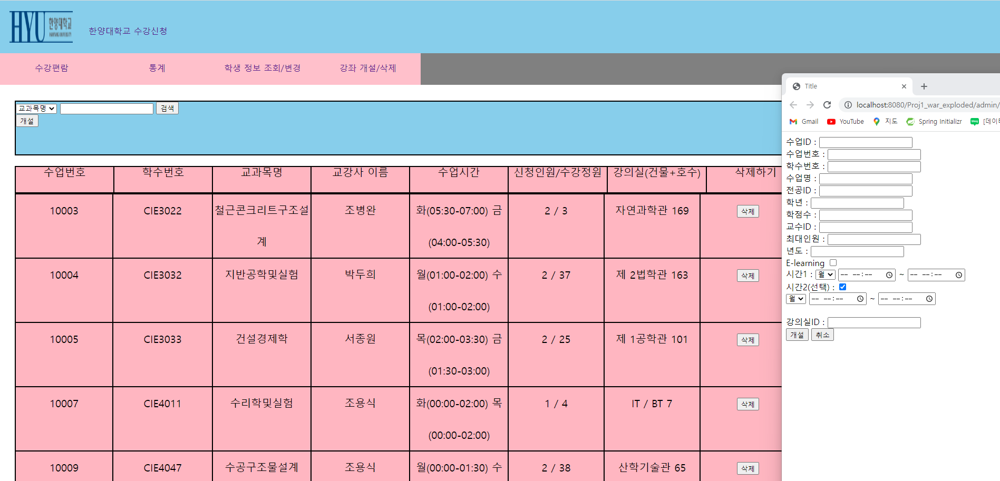 HYU 한양대학교
HANYANG UNIVERSITY
한양대학교 수강신청
수강편람 통계 학생 정보 조회/변경 강좌 개설/삭제
교과목명 검색
개설
수업번호 학수번호 교과목명 교강사 이름 수업시간 신청인원/수강정원 강의실(건물+호수) 삭제하기
10003 CIE3022 철근콘크리트구조설 조병완 화(05:30-07:00) 금 2 / 3 자연과학관 169 삭제
계 (04:00-05:30)
10004 CIE3032 지반공학및실험 박두희 월(01:00-02:00) 수 2 / 37 제 2법학관 163 삭제
(01:00-02:00)
10005 CIE3033 건설경제학 서종원 목(02:00-03:30) 금 2 / 25 제 1공학관 101 삭제
(01:30-03:00)
10007 CIE4011 수리학및실험 조용식 화(00:00-02:00) 목 1 / 4 IT / BT 7 삭제
(00:00-02:00)
10009 CIE4047 수공구조물설계 조용식 월(00:00-01:30) 수 2 / 38 산학기술관 65 삭제
Title
localhost:8080/Proj1_war_exploded/admin/
Gmail YouTube 지도 Spring Initializr blog [데이터
수업ID :
수업번호 :
학수번호 :
수업명 :
전공ID :
학년 :
학점수 :
교수ID :
최대인원 :
년도 :
E-learning
시간1 : 월 -- --:-- ~ -- --:--
시간2(선택) :
월 -- --:-- ~ -- --:--
강의실ID :
개설 취소